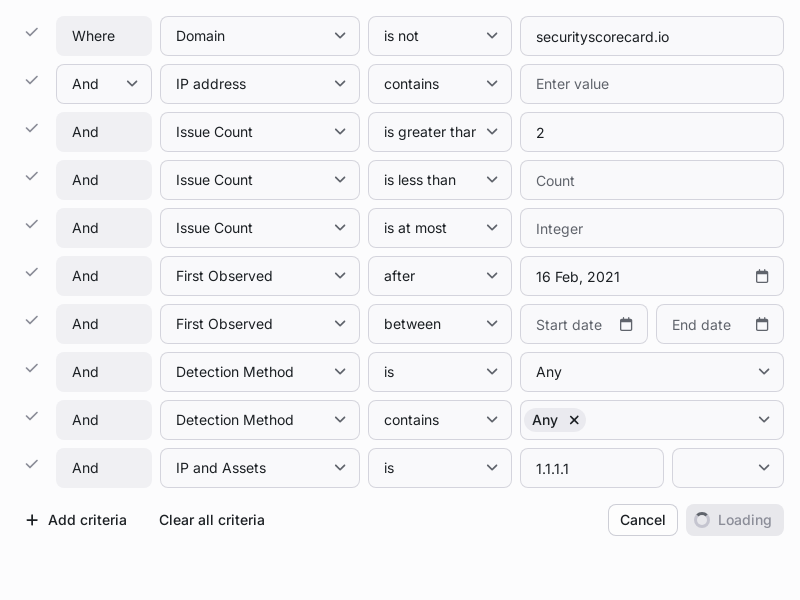 Where Domain is not securityscorecard.io
And IP address contains Enter value
And Issue Count is greater than 2
And Issue Count is less than Count
And Issue Count is at most Integer
And First Observed after 16 Feb, 2021
And First Observed between Start date End date
And Detection Method is Any
And Detection Method contains Any
And IP and Assets is 1.1.1.1
Add criteria Clear all criteria Cancel Loading